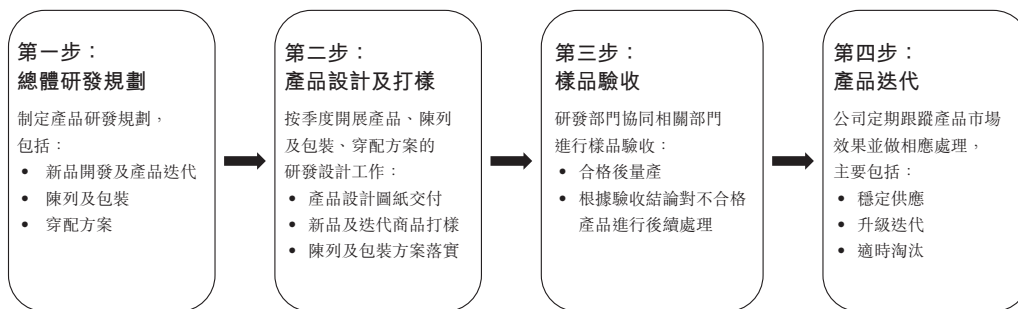 第一步：
總體研發規劃
制定產品研發規劃，
包括：
• 新品開發及產品迭代
• 陳列及包裝
• 穿配方案
第二步：
產品設計及打樣
按季度開展產品、陳列
及包裝、穿配方案的
研發設計工作：
• 產品設計圖紙交付
• 新品及迭代商品打樣
• 陳列及包裝方案落實
第三步：
樣品驗收
研發部門協同相關部門
進行樣品驗收：
• 合格後量產
• 根據驗收結論對不合格
產品進行後續處理
第四步：
產品迭代
公司定期跟蹤產品市場
效果並做相應處理，
主要包括：
• 穩定供應
• 升級迭代
• 適時淘汰